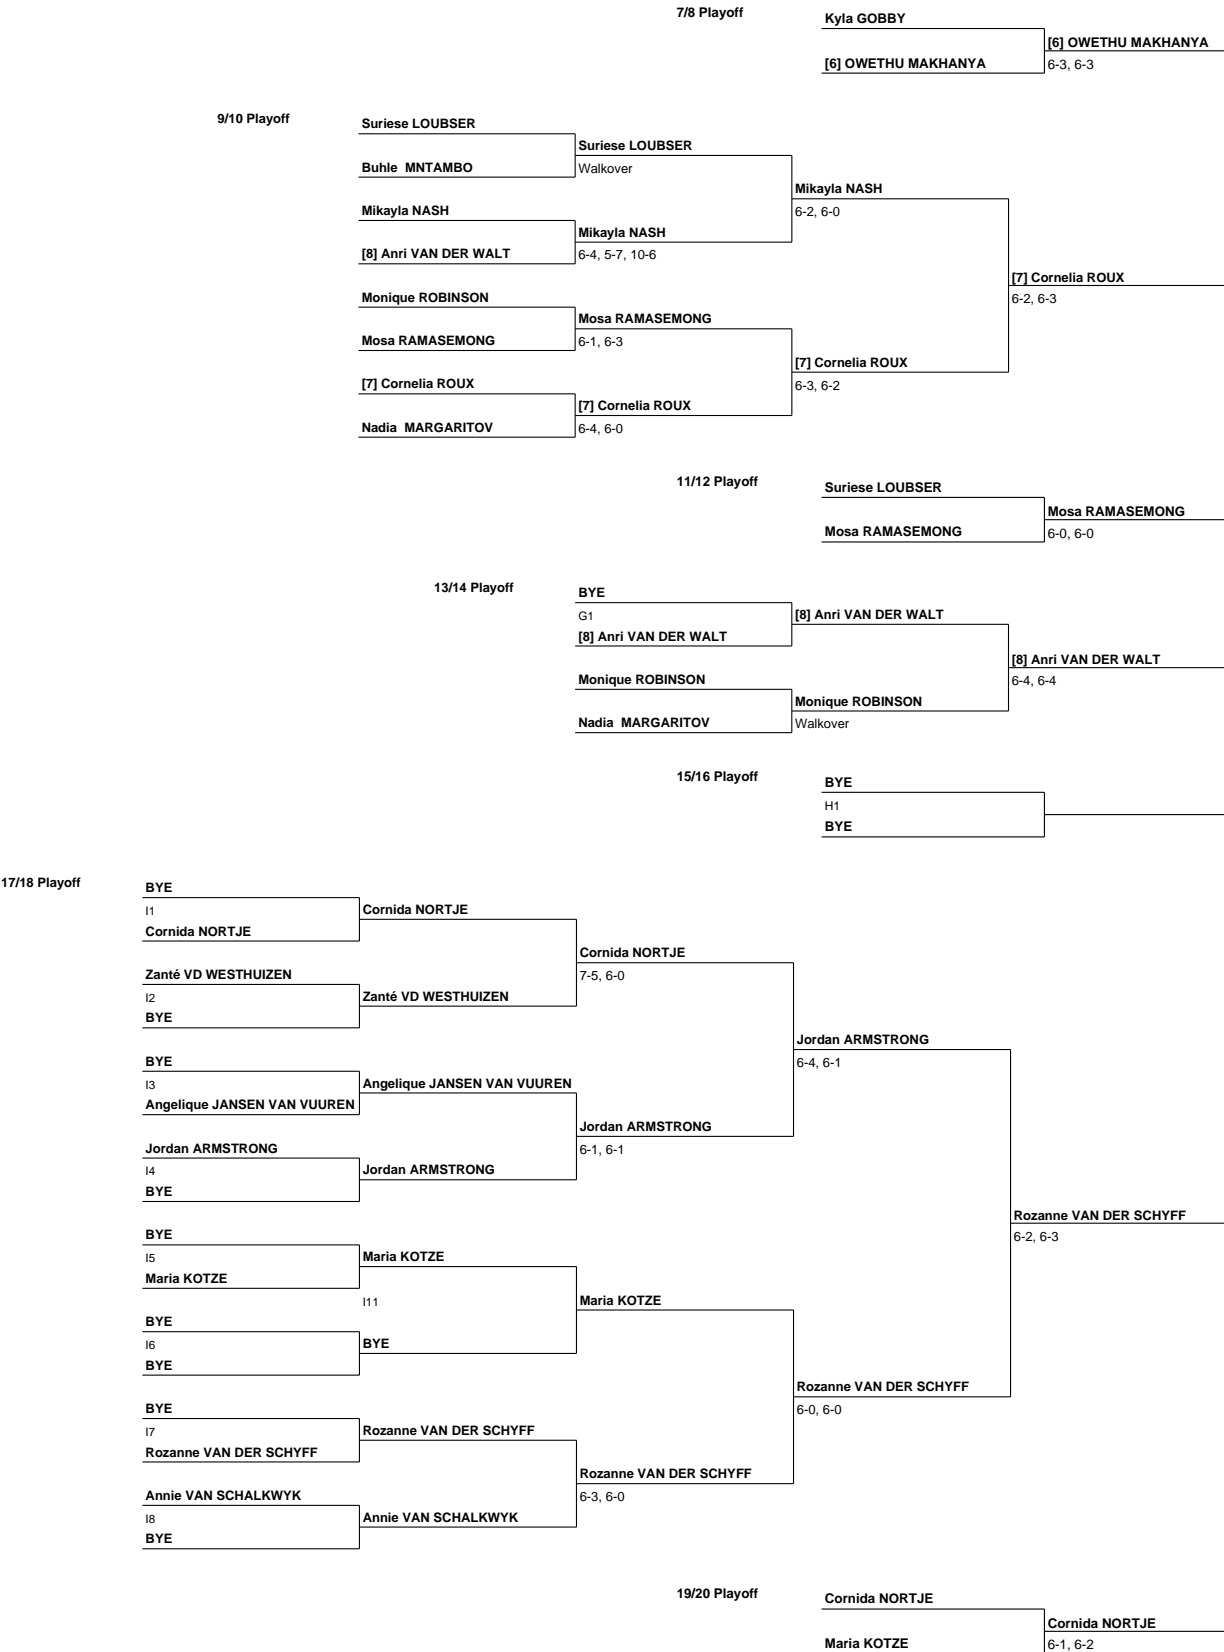 7/8 Playoff
Kyla GOBBY
[6] OWETHU MAKHANYA
[6] OWETHU MAKHANYA
6-3, 6-3
9/10 Playoff
Suriese LOUBSER
Suriese LOUBSER
Buhle  MNTAMBO
Walkover
Mikayla NASH
Mikayla NASH
6-2, 6-0
Mikayla NASH
[8] Anri VAN DER WALT
6-4, 5-7, 10-6
[7] Cornelia ROUX
Monique ROBINSON
6-2, 6-3
Mosa RAMASEMONG
Mosa RAMASEMONG
6-1, 6-3
[7] Cornelia ROUX
[7] Cornelia ROUX
6-3, 6-2
[7] Cornelia ROUX
Nadia  MARGARITOV
6-4, 6-0
11/12 Playoff
Suriese LOUBSER
Mosa RAMASEMONG
Mosa RAMASEMONG
6-0, 6-0
13/14 Playoff
BYE
G1
[8] Anri VAN DER WALT
[8] Anri VAN DER WALT
[8] Anri VAN DER WALT
Monique ROBINSON
6-4, 6-4
Monique ROBINSON
Nadia  MARGARITOV
Walkover
15/16 Playoff
BYE
H1
BYE
17/18 Playoff
BYE
I1
Cornida NORTJE
Cornida NORTJE
Cornida NORTJE
Zanté VD WESTHUIZEN
7-5, 6-0
I2
Zanté VD WESTHUIZEN
BYE
Jordan ARMSTRONG
BYE
6-4, 6-1
I3
Angelique JANSEN VAN VUUREN
Angelique JANSEN VAN VUUREN
Jordan ARMSTRONG
Jordan ARMSTRONG
6-1, 6-1
I4
Jordan ARMSTRONG
BYE
Rozanne VAN DER SCHYFF
BYE
6-2, 6-3
I5
Maria KOTZE
Maria KOTZE
I11
Maria KOTZE
BYE
I6
BYE
BYE
Rozanne VAN DER SCHYFF
BYE
6-0, 6-0
I7
Rozanne VAN DER SCHYFF
Rozanne VAN DER SCHYFF
Rozanne VAN DER SCHYFF
Annie VAN SCHALKWYK
6-3, 6-0
I8
Annie VAN SCHALKWYK
BYE
19/20 Playoff
Cornida NORTJE
Cornida NORTJE
Maria KOTZE
6-1, 6-2